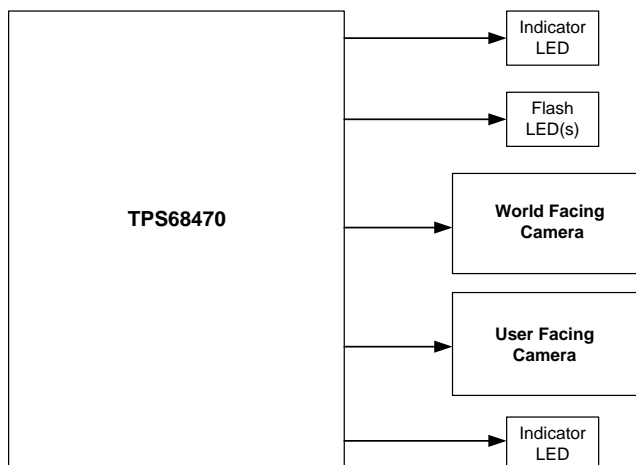 Indicator
LED
Flash
LED(s)
TPS68470
World Facing
Camera
User Facing
Camera
Indicator
LED